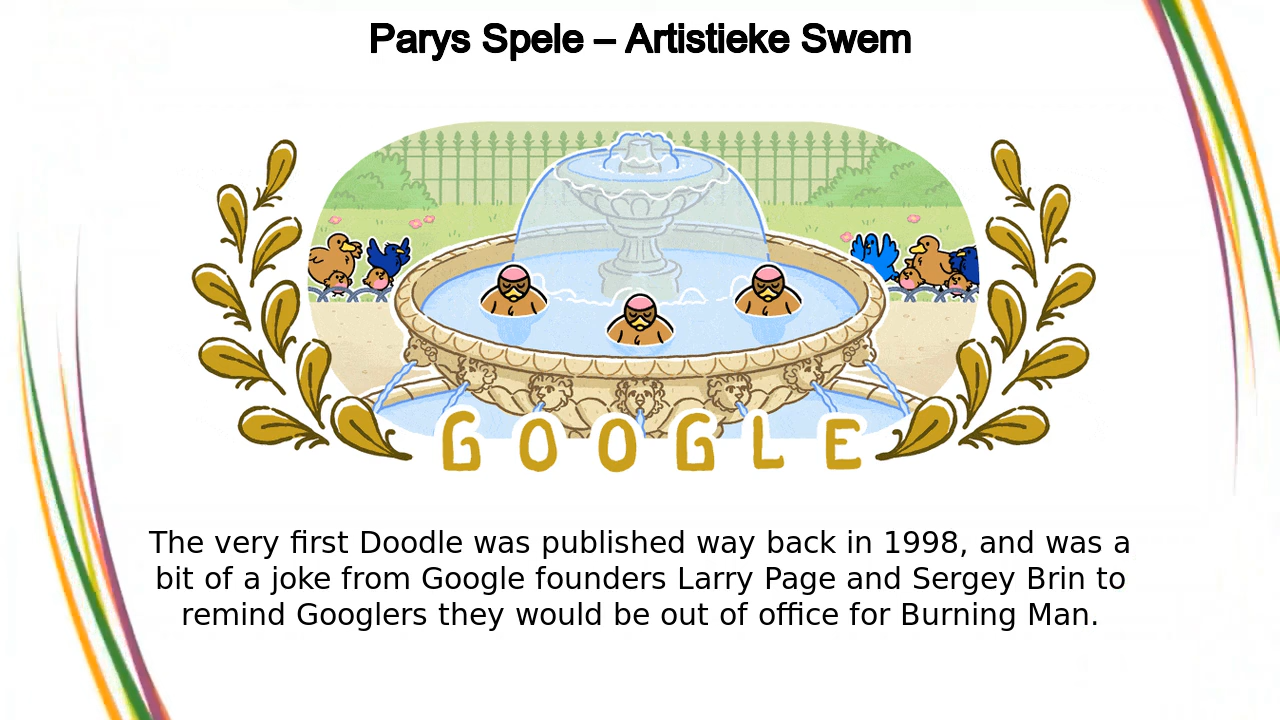 Parys Spele – Artistieke Swem
GOOGLE
The very first Doodle was published way back in 1998, and was a
bit of a joke from Google founders Larry Page and Sergey Brin to
remind Googlers they would be out of office for Burning Man.